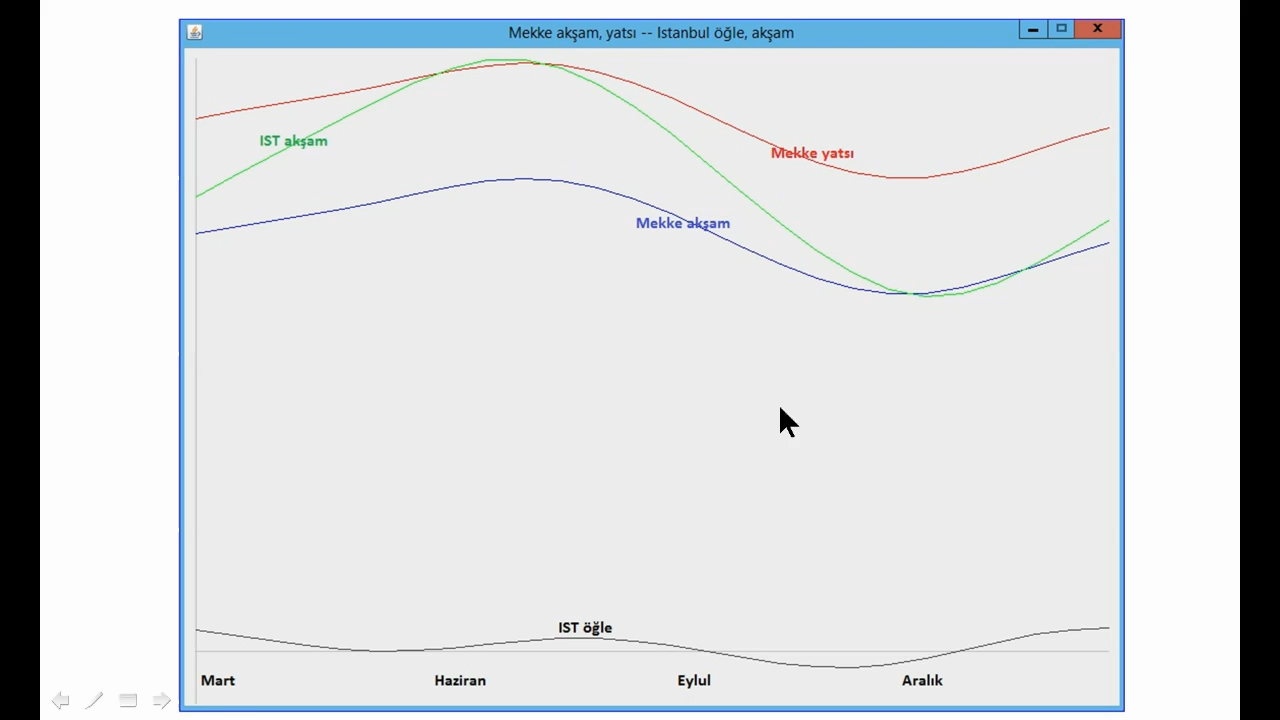 Mekke akşam, yatsı -- Istanbul öğle, akşam
IST akşam
Mekke yatsı
Mekke akşam
IST öğle
Mart
Haziran
Eylul
Aralık